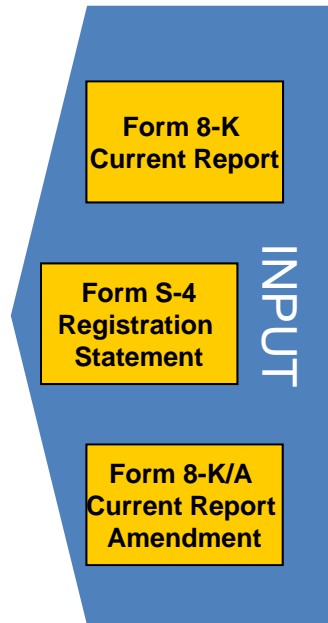 Form 8-K
Current Report
INPUT
Form S-4
Registration
Statement
Form 8-K/A
Current Report
Amendment